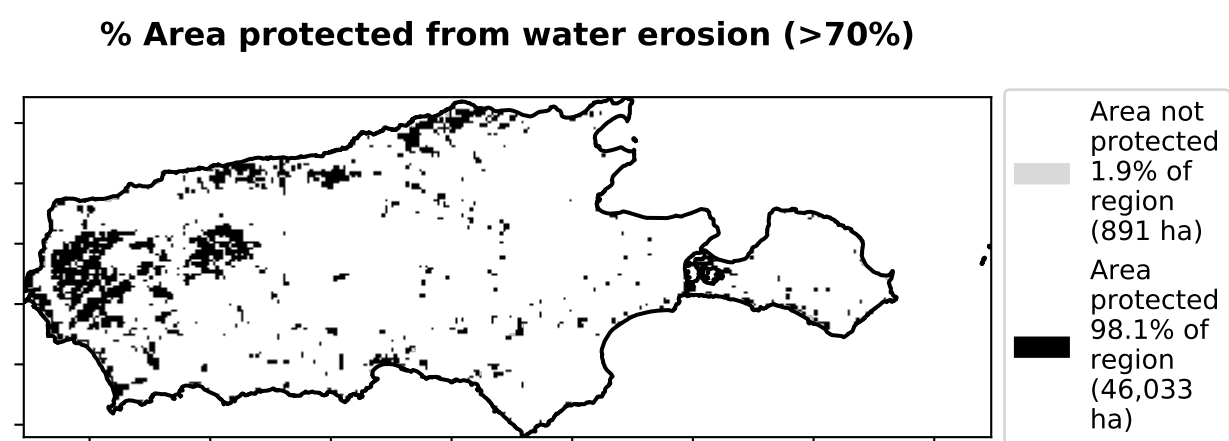 % Area protected from water erosion (>70%)
Area not
protected
1.9% of
region
(891 ha)
Area
protected
98.1% of
region
(46,033
ha)